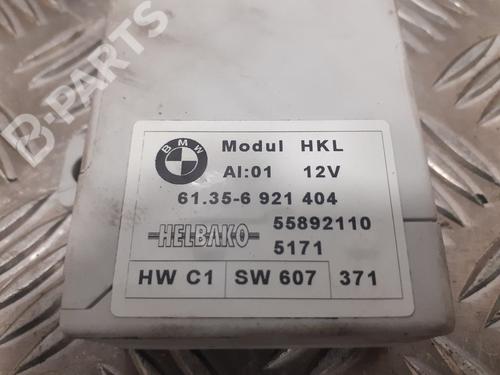 B-PARTS
BMW
Modul HKL
AI:01 12V
61.35-6 921 404
HELBAKO 55892110
5171
HW C1 SW 607 371